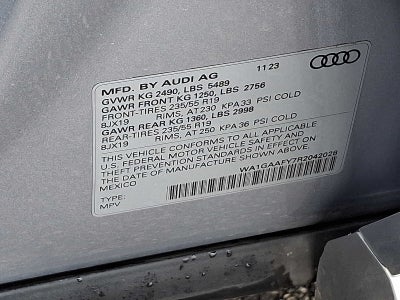 MFD. BY AUDI AG 11 23
GVWR KG 2490, LBS 5489
GAWR FRONT KG 1250, LBS 2756
FRONT-TIRES 235/55 R19
8JX19 RIMS, AT 230 KPA 33 PSI COLD
GAWR REAR KG 1360, LBS 2998
REAR-TIRES 235/55 R19
8JX19 RIMS, AT 250 KPA 36 PSI COLD
THIS VEHICLE CONFORMS TO ALL APPLICABLE
U.S. FEDERAL MOTOR VEHICLE SAFETY AND
THEFT PREVENTION STANDARDS IN EFFECT ON THE
DATE OF MANUFACTURE SHOWN ABOVE.
MEXICO
WA1GAAFY7R2042028
TYPE:
MPV